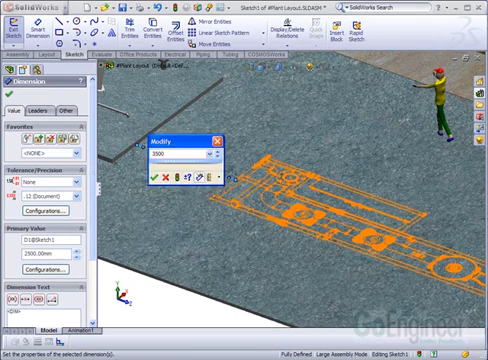 SolidWorks
Sketch1 of #Plant Layout.SLDASM
SolidWorks Search
Exit Sketch
Smart Dimension
Trim Entities
Convert Entities
Offset Entities
Mirror Entities
Linear Sketch Pattern
Move Entities
Display/Delete Relations
Insert Block
Rapid Sketch
Assembly
Layout
Sketch
Evaluate
Office Products
Electrical
Piping
Tubing
COSMOSWorks
Dimension
#Plant Layout (Default<Def...
Value
Leaders
Other
Favorites
<NONE>
Tolerance/Precision
None
.12 (Document)
Configurations...
Primary Value
D1@Sketch1
2500.00mm
Configurations...
Dimension Text
<DIM>
Modify
3500
Model
Animation1
GoEngineer
Set the properties of the selected dimension(s).
Fully Defined
Large Assembly Mode
Editing Sketch1